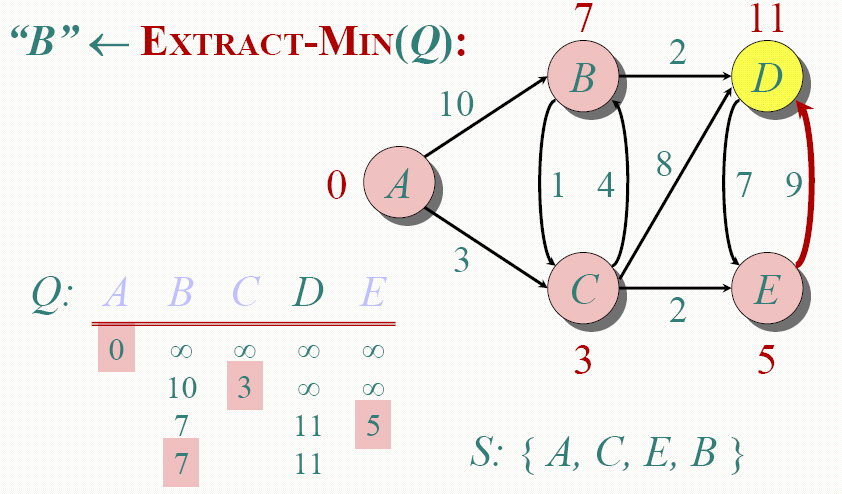 “B” ← EXTRACT-MIN(Q):
7
11
B
2
D
10
8
0
A
1
4
7
9
3
C
2
E
3
5
Q: A B C D E
0 ∞ ∞ ∞ ∞
10 3 ∞ ∞
7 11 5
7 11
S: { A, C, E, B }